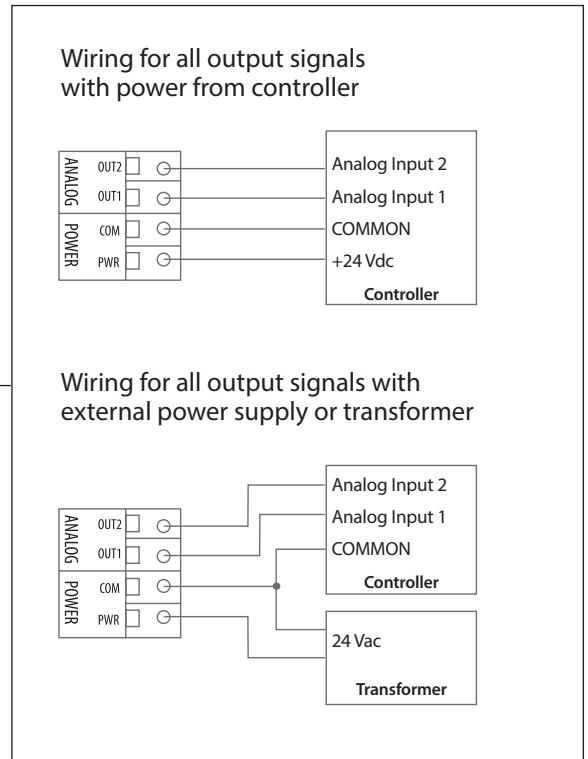 Wiring for all output signals
with power from controller
ANALOG
OUT2
OUT1
POWER
COM
PWR
Analog Input 2
Analog Input 1
COMMON
+24 Vdc
Controller
Wiring for all output signals with
external power supply or transformer
ANALOG
OUT2
OUT1
POWER
COM
PWR
Analog Input 2
Analog Input 1
COMMON
Controller
24 Vac
Transformer